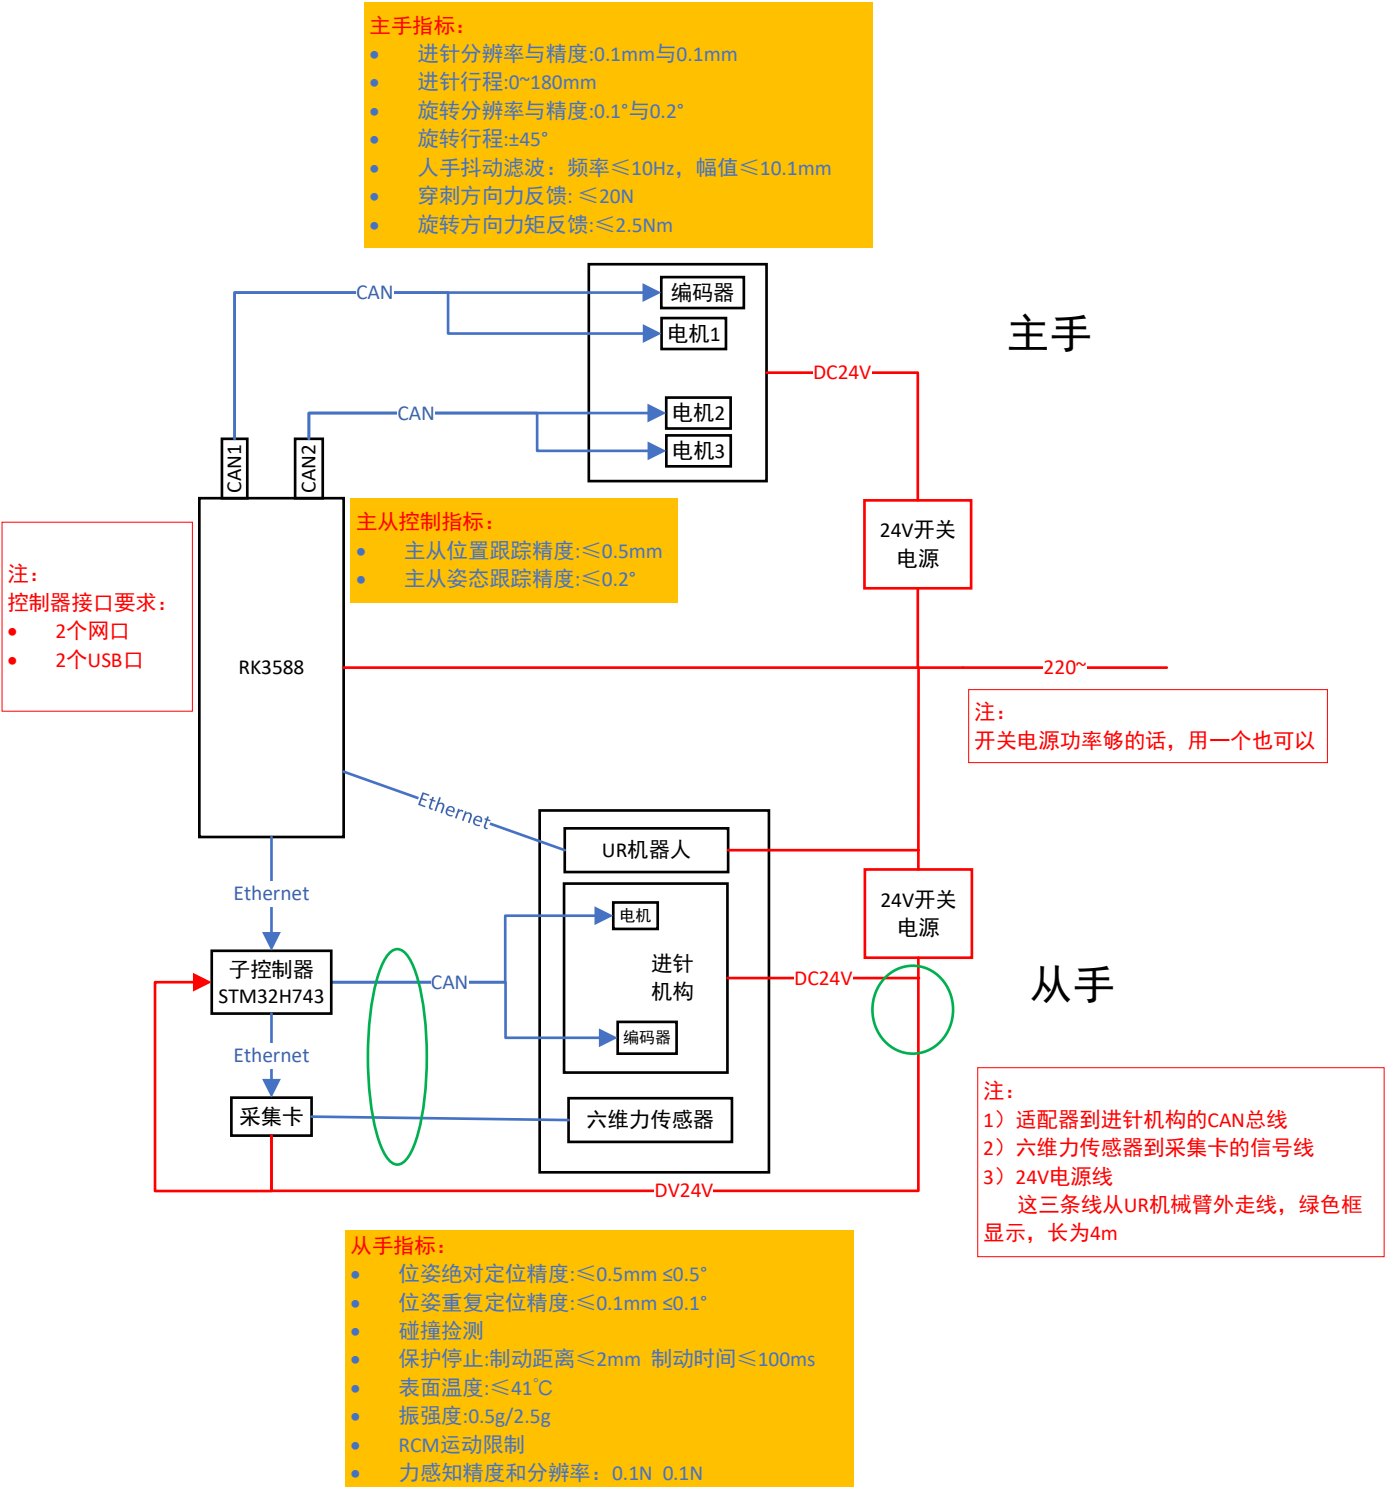 主手指标：
进针分辨率与精度:0.1mm与0.1mm
进针行程:0~180mm
旋转分辨率与精度:0.1°与0.2°
旋转行程:±45°
人手抖动滤波：频率≤10Hz，幅值≤10.1mm
穿刺方向力反馈: ≤20N
旋转方向力矩反馈:≤2.5Nm
CAN
编码器
电机1
主手
DC24V
CAN
电机2
电机3
CAN1
CAN2
主从控制指标：
主从位置跟踪精度:≤0.5mm
主从姿态跟踪精度:≤0.2°
24V开关
电源
注：
控制器接口要求：
2个网口
2个USB口
RK3588
220~
注：
开关电源功率够的话，用一个也可以
Ethernet
UR机器人
Ethernet
电机
24V开关
电源
子控制器
STM32H743
CAN
进针
机构
DC24V
从手
编码器
Ethernet
采集卡
六维力传感器
DV24V
注：
1）适配器到进针机构的CAN总线
2）六维力传感器到采集卡的信号线
3）24V电源线
这三条线从UR机械臂外走线，绿色框
显示，长为4m
从手指标：
位姿绝对定位精度:≤0.5mm ≤0.5°
位姿重复定位精度:≤0.1mm ≤0.1°
碰撞捡测
保护停止:制动距离≤2mm 制动时间≤100ms
表面温度:≤41℃
振强度:0.5g/2.5g
RCM运动限制
力感知精度和分辨率：0.1N 0.1N